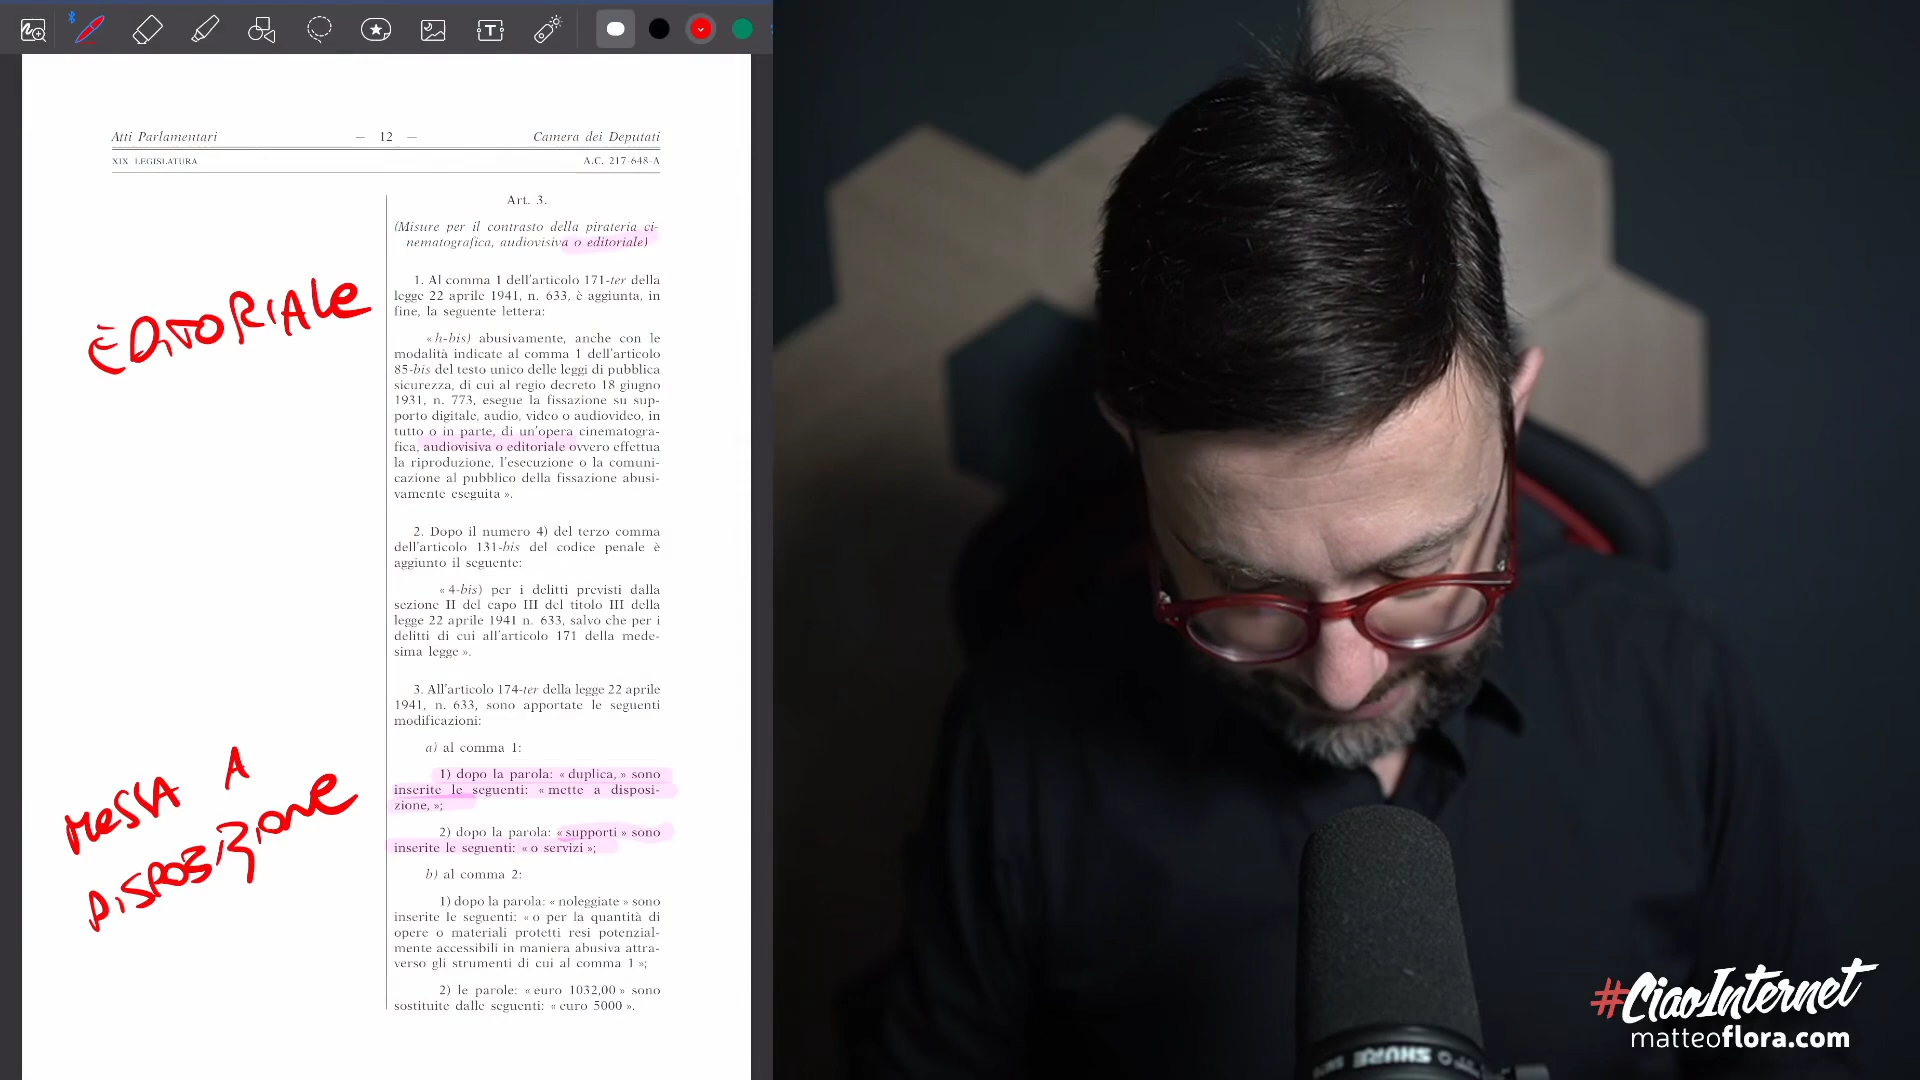 Atti Parlamentari — 12 — Camera dei Deputati
XIX LEGISLATURA A.C. 217-648-A
Art. 3.
(Misure per il contrasto della pirateria ci-
nematografica, audiovisiva o editoriale)
1. Al comma 1 dell'articolo 171-ter della
legge 22 aprile 1941, n. 633, è aggiunta, in
fine, la seguente lettera:
« h-bis) abusivamente, anche con le
modalità indicate al comma 1 dell'articolo
85-bis del testo unico delle leggi di pubblica
sicurezza, di cui al regio decreto 18 giugno
1931, n. 773, esegue la fissazione su sup-
porto digitale, audio, video o audiovideo, in
tutto o in parte, di un'opera cinematogra-
fica, audiovisiva o editoriale ovvero effettua
la riproduzione, l'esecuzione o la comuni-
cazione al pubblico della fissazione abusi-
vamente eseguita ».
2. Dopo il numero 4) del terzo comma
dell'articolo 131-bis del codice penale è
aggiunto il seguente:
« 4-bis) per i delitti previsti dalla
sezione II del capo III del titolo III della
legge 22 aprile 1941 n. 633, salvo che per i
delitti di cui all'articolo 171 della mede-
sima legge ».
3. All'articolo 174-ter della legge 22 aprile
1941, n. 633, sono apportate le seguenti
modificazioni:
a) al comma 1:
1) dopo la parola: « duplica, » sono
inserite le seguenti: « mette a disposi-
zione, »;
2) dopo la parola: « supporti » sono
inserite le seguenti: « o servizi »;
b) al comma 2:
1) dopo la parola: « noleggiate » sono
inserite le seguenti: « o per la quantità di
opere o materiali protetti resi potenzial-
mente accessibili in maniera abusiva attra-
verso gli strumenti di cui al comma 1 »;
2) le parole: « euro 1032,00 » sono
sostituite dalle seguenti: « euro 5000 ».
EDITORIALE
MESSA A
DISPOSIZIONE
T
SHURE
#CiaoInternet
matteoflora.com